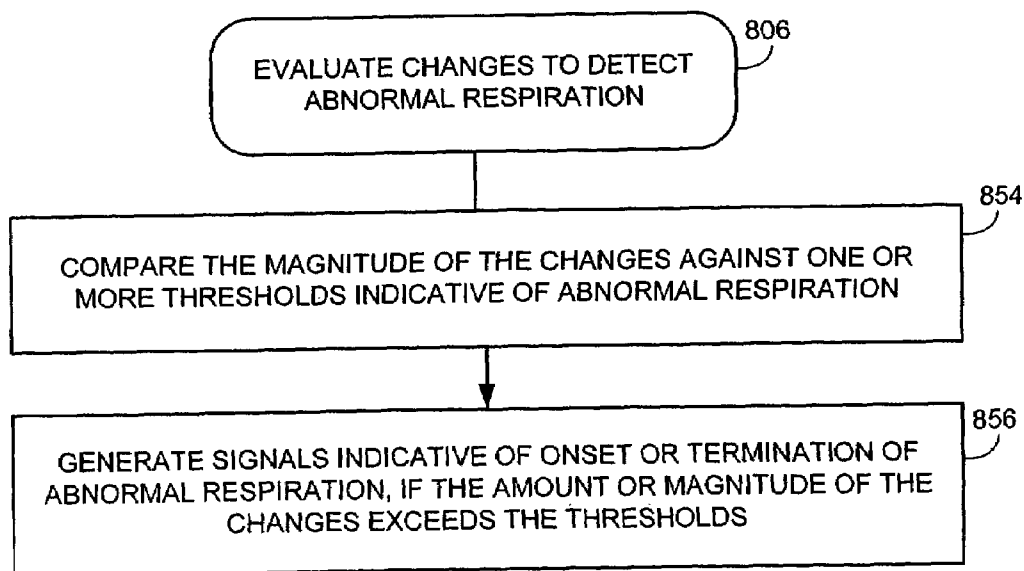 806
EVALUATE CHANGES TO DETECT
ABNORMAL RESPIRATION
854
COMPARE THE MAGNITUDE OF THE CHANGES AGAINST ONE OR
MORE THRESHOLDS INDICATIVE OF ABNORMAL RESPIRATION
856
GENERATE SIGNALS INDICATIVE OF ONSET OR TERMINATION OF
ABNORMAL RESPIRATION, IF THE AMOUNT OR MAGNITUDE OF THE
CHANGES EXCEEDS THE THRESHOLDS